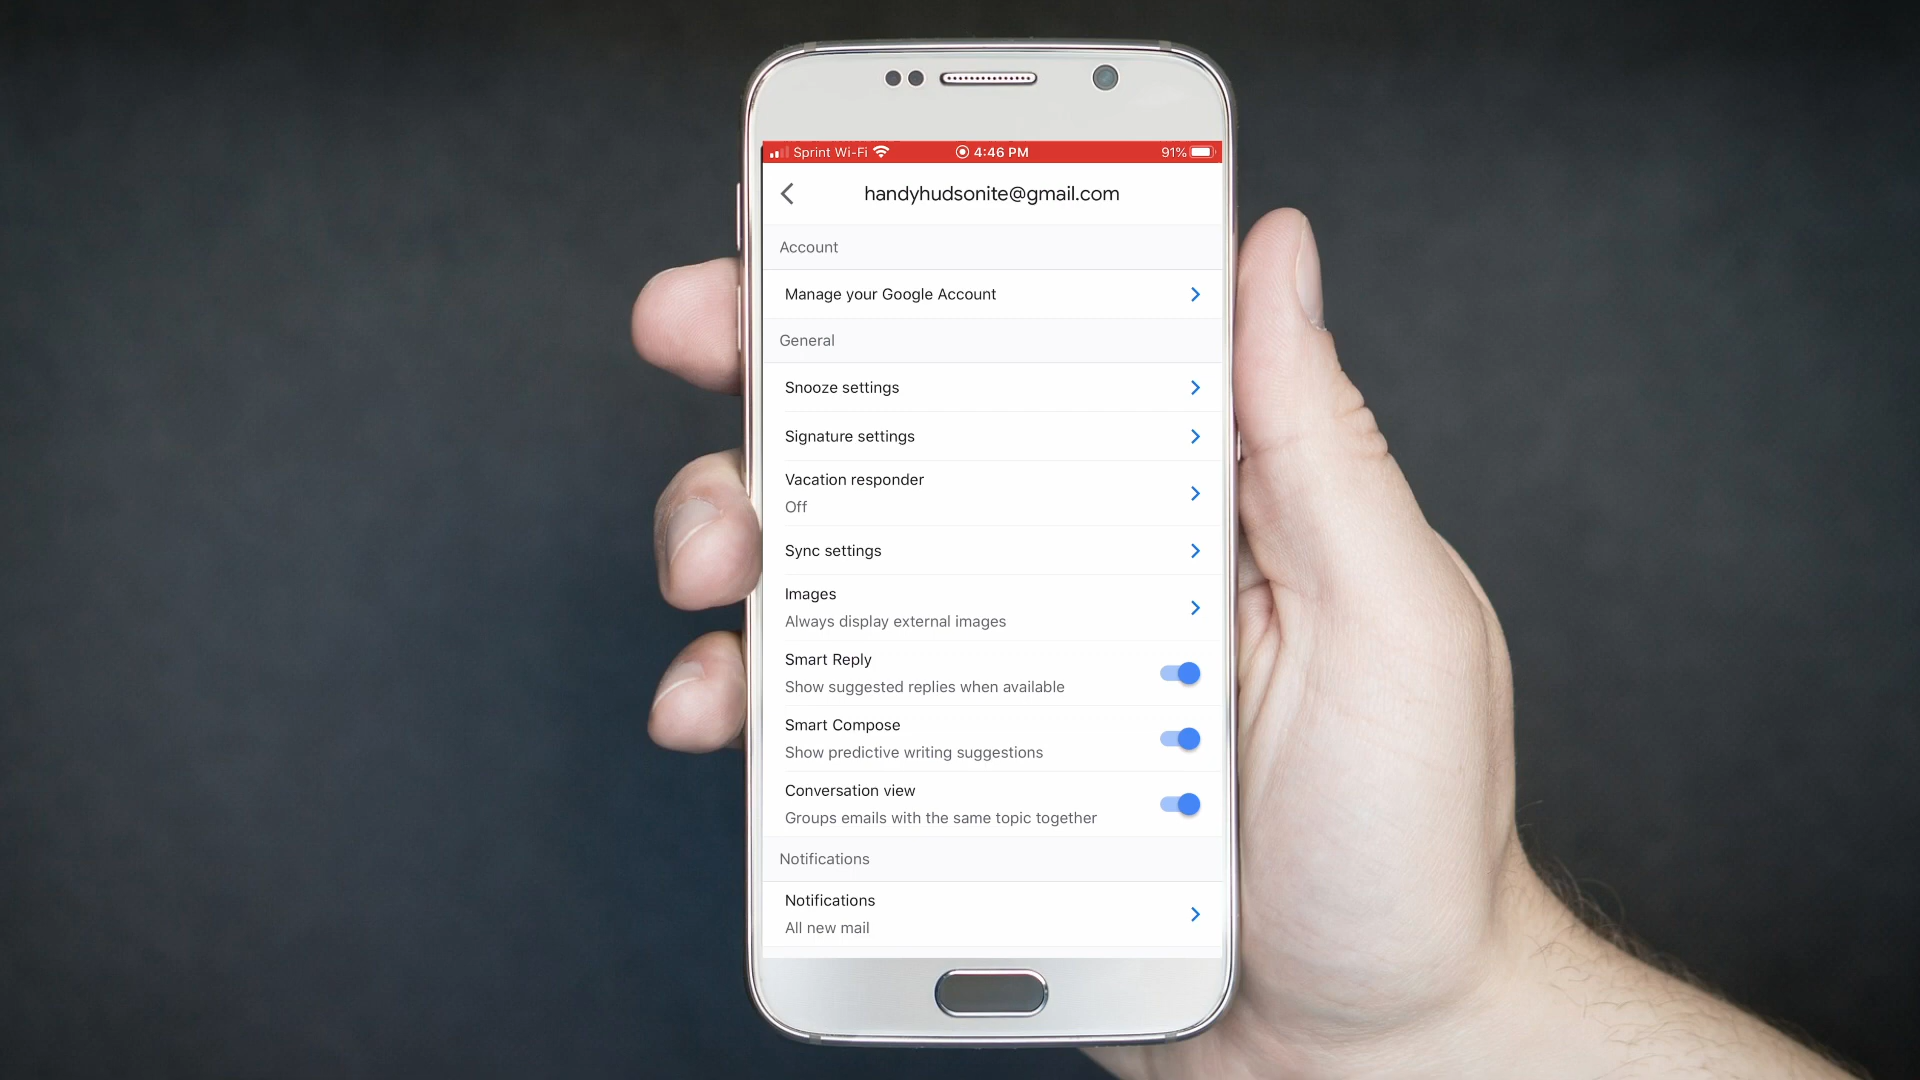 Sprint Wi-Fi 4:46 PM 91%
handyhudsonite@gmail.com
Account
Manage your Google Account
General
Snooze settings
Signature settings
Vacation responder
Off
Sync settings
Images
Always display external images
Smart Reply
Show suggested replies when available
Smart Compose
Show predictive writing suggestions
Conversation view
Groups emails with the same topic together
Notifications
Notifications
All new mail